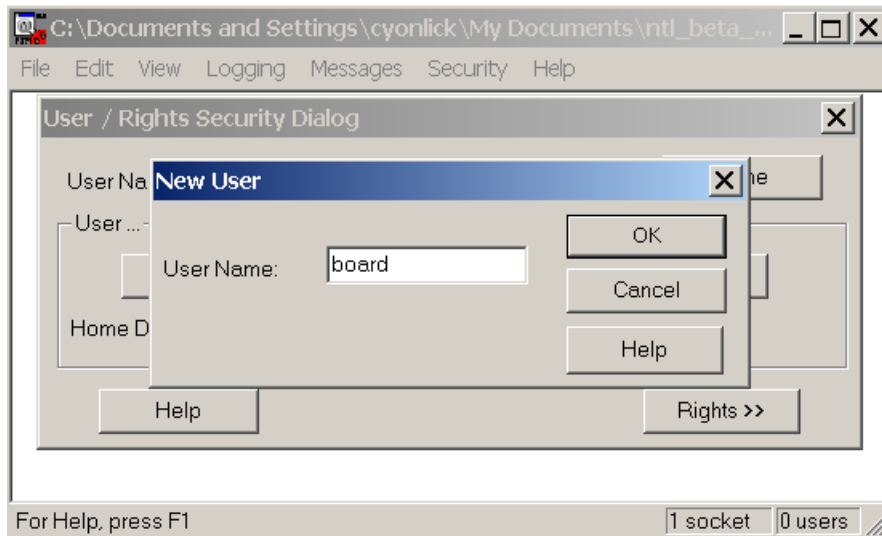 C:\Documents and Settings\cyonlick\My Documents\ntl_beta_...
File Edit View Logging Messages Security Help
User / Rights Security Dialog
User Na
New User
User ...
OK
User Name: board
Cancel
Home D
Help
Help Rights >>
For Help, press F1 1 socket 0 users